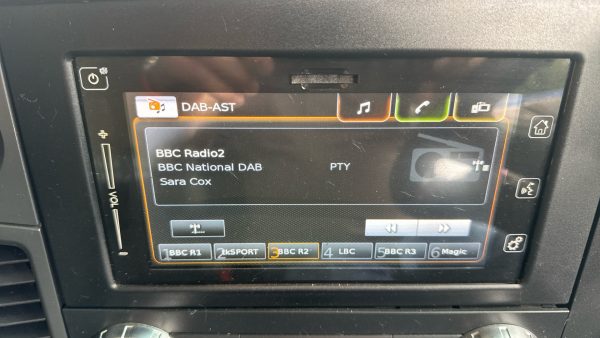 DAB-AST
BBC Radio2
BBC National DAB PTY
Sara Cox
VOL
1 BBC R1 2 tkSPORT 3 BBC R2 4 LBC 5 BBC R3 6 Magic